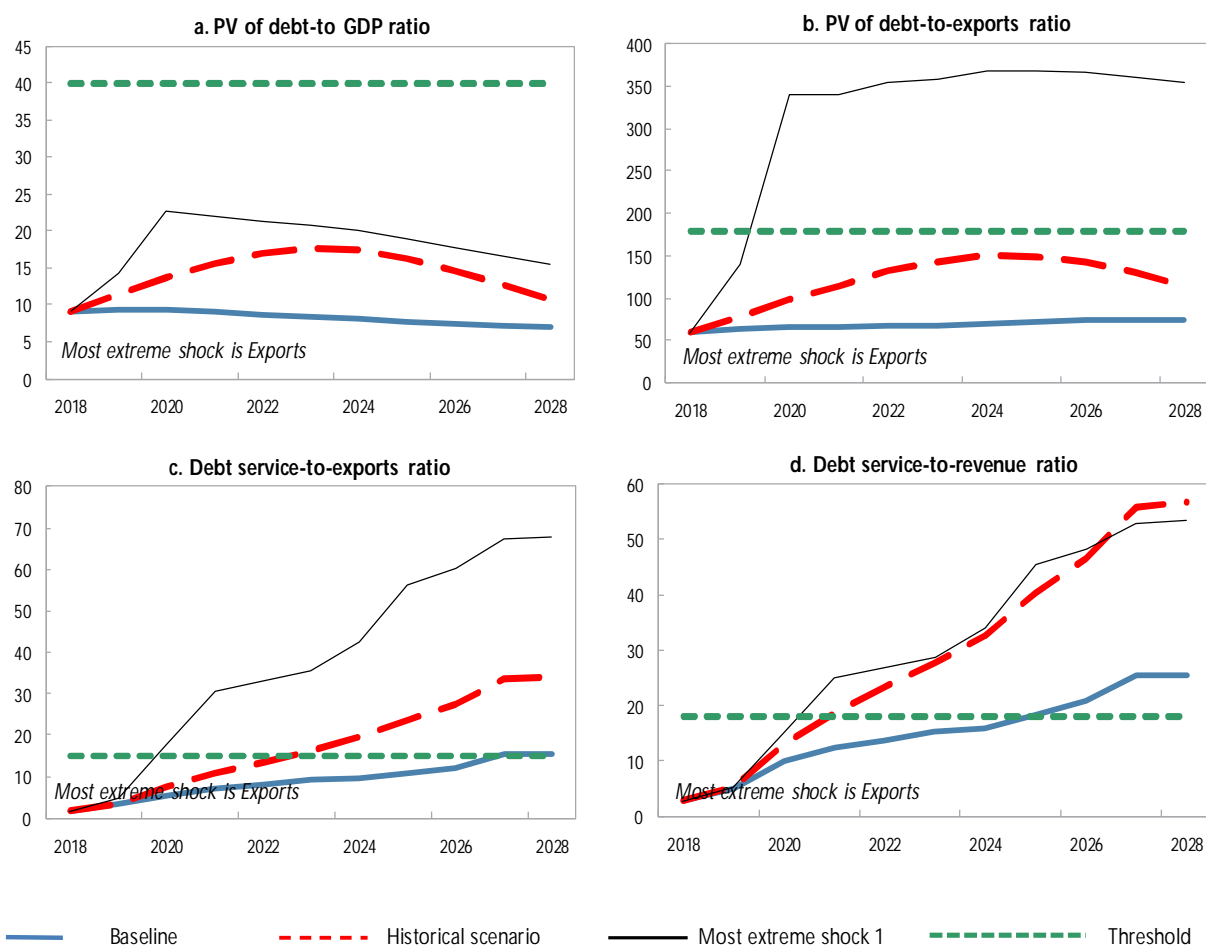 a. PV of debt-to GDP ratio
45
40
35
30
25
20
15
10
5
0
Most extreme shock is Exports
2018 2020 2022 2024 2026 2028
b. PV of debt-to-exports ratio
400
350
300
250
200
150
100
50
0
Most extreme shock is Exports
2018 2020 2022 2024 2026 2028
c. Debt service-to-exports ratio
80
70
60
50
40
30
20
10
0
Most extreme shock is Exports
2018 2020 2022 2024 2026 2028
d. Debt service-to-revenue ratio
60
50
40
30
20
10
0
Most extreme shock is Exports
2018 2020 2022 2024 2026 2028
Baseline Historical scenario Most extreme shock 1 Threshold